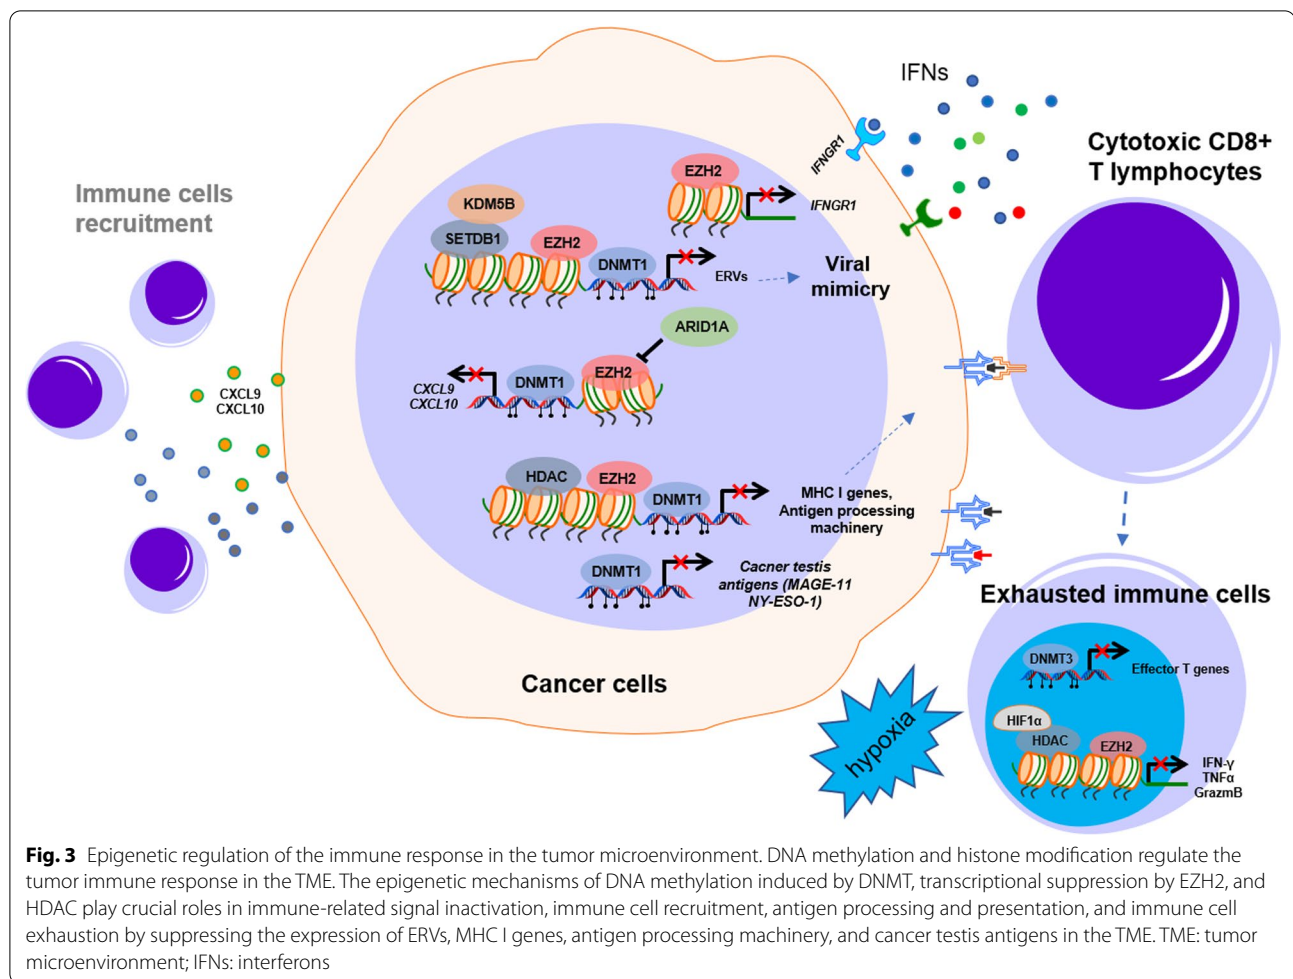 IFNs
Cytotoxic CD8+
T lymphocytes
Immune cells
recruitment
IFNGR1
EZH2
IFNGR1
KDM5B
SETDB1
EZH2
DNMT1
ERVs
Viral
mimicry
ARID1A
EZH2
DNMT1
CXCL9
CXCL10
CXCL9
CXCL10
HDAC
EZH2
DNMT1
MHC I genes,
Antigen processing
machinery
DNMT1
Cacner testis
antigens (MAGE-11
NY-ESO-1)
Cancer cells
Exhausted immune cells
DNMT3
Effector T genes
HIF1α
HDAC
EZH2
IFN-γ
TNFα
GrazmB
hypoxia
Fig. 3 Epigenetic regulation of the immune response in the tumor microenvironment. DNA methylation and histone modification regulate the
tumor immune response in the TME. The epigenetic mechanisms of DNA methylation induced by DNMT, transcriptional suppression by EZH2, and
HDAC play crucial roles in immune-related signal inactivation, immune cell recruitment, antigen processing and presentation, and immune cell
exhaustion by suppressing the expression of ERVs, MHC I genes, antigen processing machinery, and cancer testis antigens in the TME. TME: tumor
microenvironment; IFNs: interferons